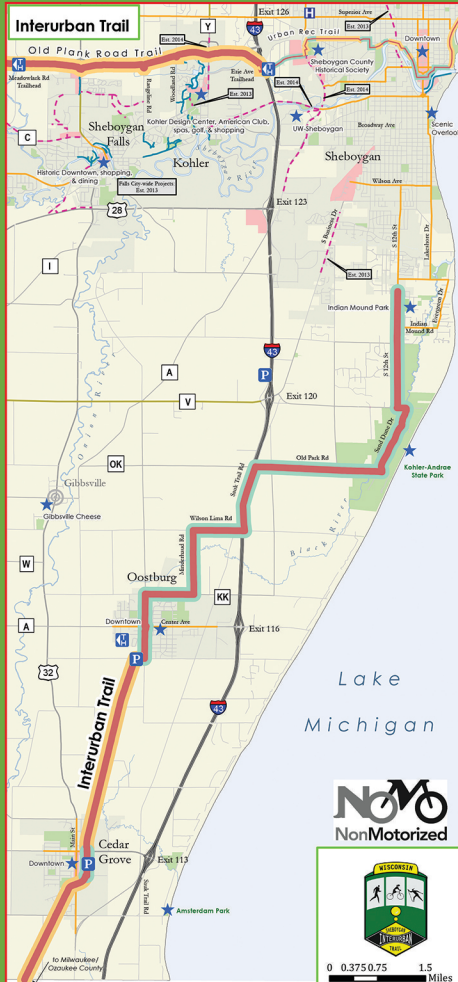 Interurban Trail
Exit 126
H
Superior Ave
Est. 2013
Y
43
Old Plank Road Trail
Est. 2014
Urban Rec Trail
Downtown
Meadowlark Rd
Trailhead
Rangeline Rd
Woodland Rd
Erie Ave
Trailhead
Sheboygan County
Historical Society
Est. 2013
Est. 2014
Est. 2014
Kohler Design Center, American Club,
spas, golf, & shopping
UW-Sheboygan
Broadway Ave
Scenic
Overlook
C
Sheboygan
Falls
Kohler
Sheboygan
Historic Downtown, shopping,
& dining
Falls City-wide Projects
Est. 2013
Wilson Ave
28
Exit 123
S Business Dr
S 12th St
Lakeshore Dr
I
Est. 2013
Evergreen Dr
Indian Mound Park
Indian
Mound Rd
43
A
P
S 12th St
V
Exit 120
Onion River
Sand Dune Dr
OK
Sauk Trail Rd
Old Park Rd
Kohler-Andrae
State Park
Gibbsville
Gibbsville Cheese
Wilson Lima Rd
Black River
W
Oostburg
KK
A
Downtown
Center Ave
Exit 116
P
32
Lake
Michigan
43
Interurban Trail
NoMo
NonMotorized
Main St
Cedar
Grove
Downtown
P
Exit 113
Sauk Trail Rd
Amsterdam Park
WISCONSIN
SHEBOYGAN
INTERURBAN
TRAIL
to Milwaukee/
Ozaukee County
0 0.375 0.75 1.5
Miles